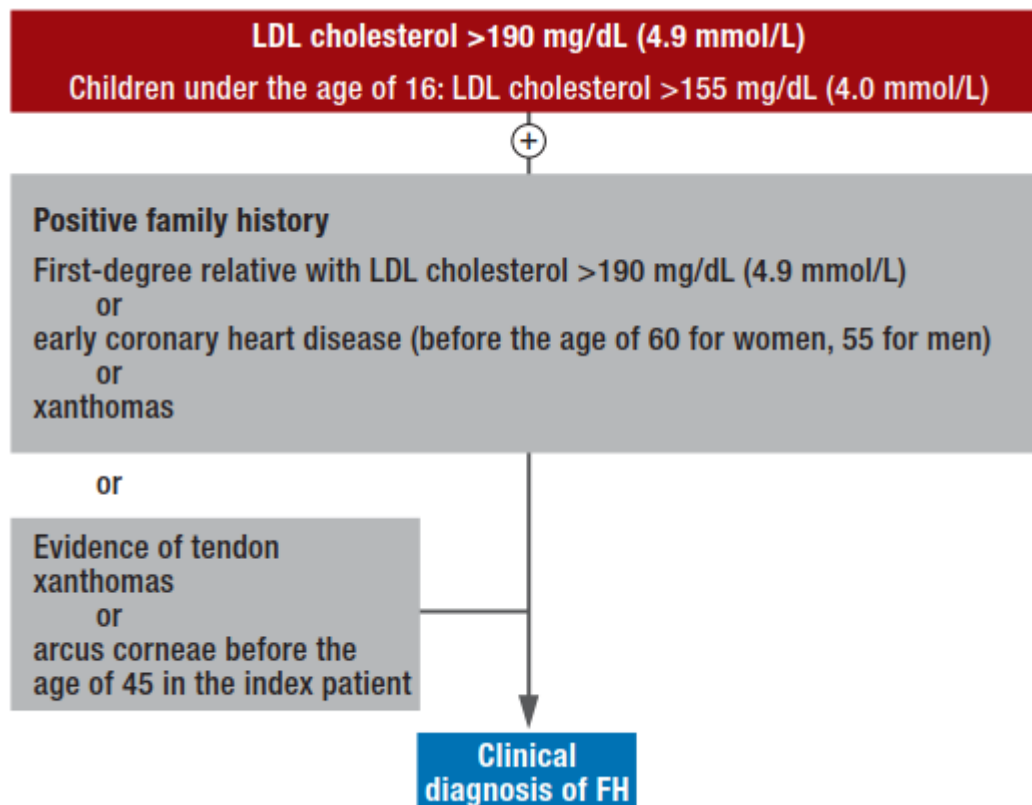 LDL cholesterol >190 mg/dL (4.9 mmol/L)
Children under the age of 16: LDL cholesterol >155 mg/dL (4.0 mmol/L)
+
Positive family history
First-degree relative with LDL cholesterol >190 mg/dL (4.9 mmol/L)
or
early coronary heart disease (before the age of 60 for women, 55 for men)
or
xanthomas
or
Evidence of tendon
xanthomas
or
arcus corneae before the
age of 45 in the index patient
Clinical
diagnosis of FH